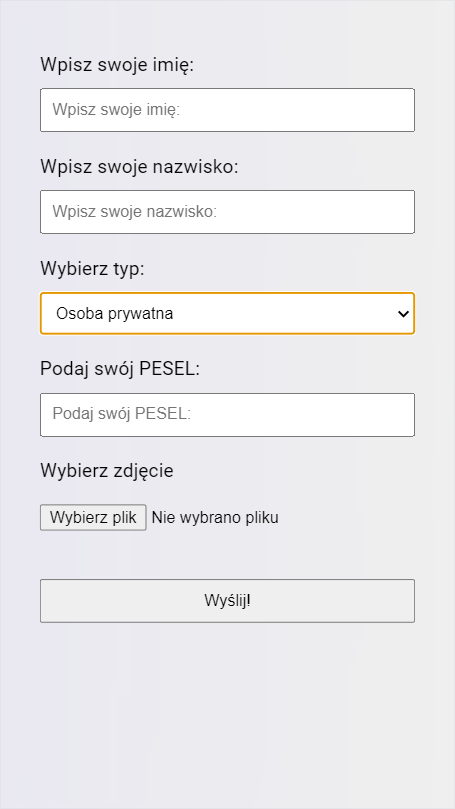 Wpisz swoje imię:
Wpisz swoje imię:
Wpisz swoje nazwisko:
Wpisz swoje nazwisko:
Wybierz typ:
Osoba prywatna
Podaj swój PESEL:
Podaj swój PESEL:
Wybierz zdjęcie
Wybierz plik Nie wybrano pliku
Wyślij!